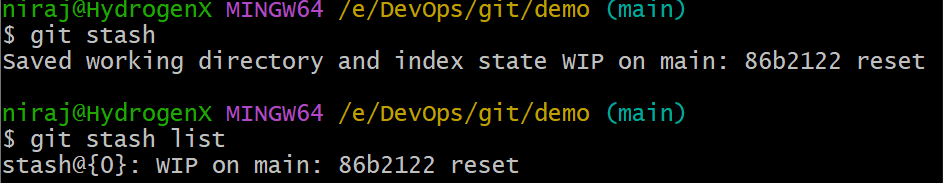 niraj@HydrogenX MINGW64 /e/DevOps/git/demo (main)
$ git stash
Saved working directory and index state WIP on main: 86b2122 reset
niraj@HydrogenX MINGW64 /e/DevOps/git/demo (main)
$ git stash list
stash@{0}: WIP on main: 86b2122 reset